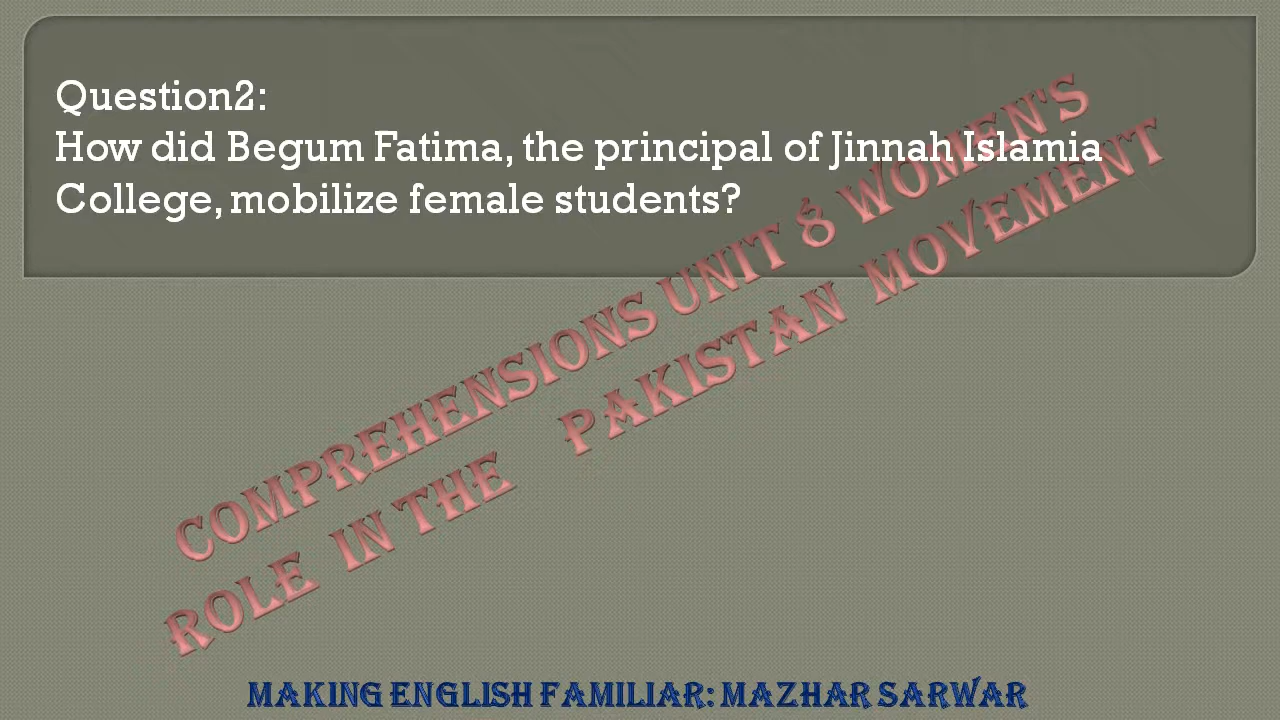 Question2:
How did Begum Fatima, the principal of Jinnah Islamia
College, mobilize female students?
COMPREHENSIONS UNIT 8 WOMEN'S
ROLE IN THE PAKISTAN MOVEMENT
MAKING ENGLISH FAMILIAR: MAZHAR SARWAR